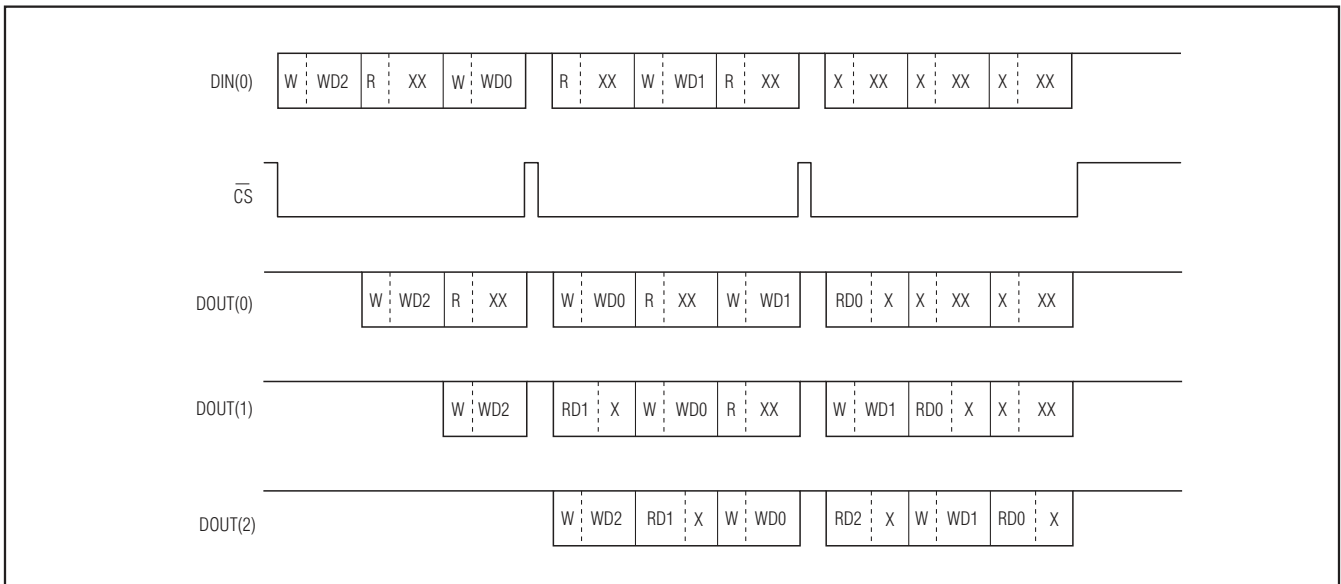 DIN(0) W WD2 R XX W WD0 R XX W WD1 R XX X XX X XX X XX
CS
DOUT(0) W WD2 R XX W WD0 R XX W WD1 RD0 X X XX X XX
DOUT(1) W WD2 RD1 X W WD0 R XX W WD1 RD0 X X XX
DOUT(2) W WD2 RD1 X W WD0 RD2 X W WD1 RD0 X